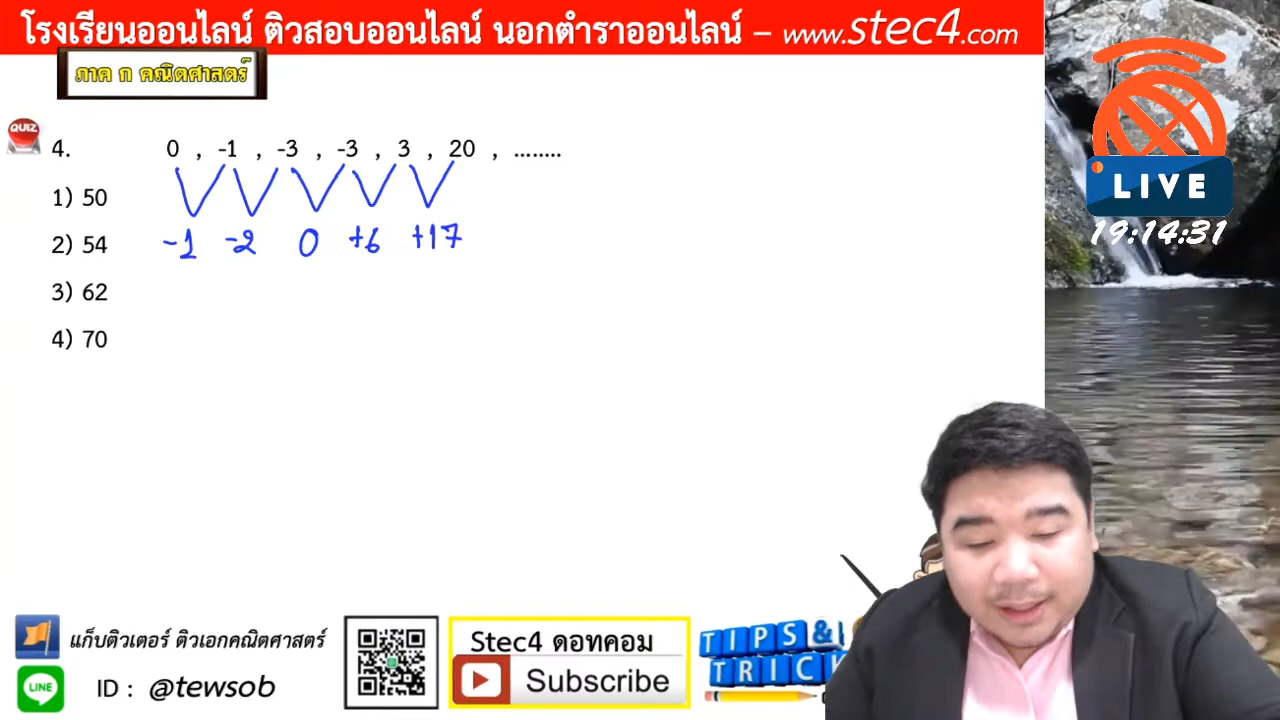 โรงเรียนออนไลน์ ติวสอบออนไลน์ นอกตำราออนไลน์ – www.stec4.com
ภาค ก คณิตศาสตร์
QUIZ
4. 0 , -1 , -3 , -3 , 3 , 20 , ........
1) 50
2) 54
3) 62
4) 70
-1 -2 0 +6 +17
LIVE
19:14:31
แก็บติวเตอร์ ติวเอกคณิตศาสตร์
LINE
ID : @tewsob
Stec4 ดอทคอม
Subscribe
TIPS &
TRICK